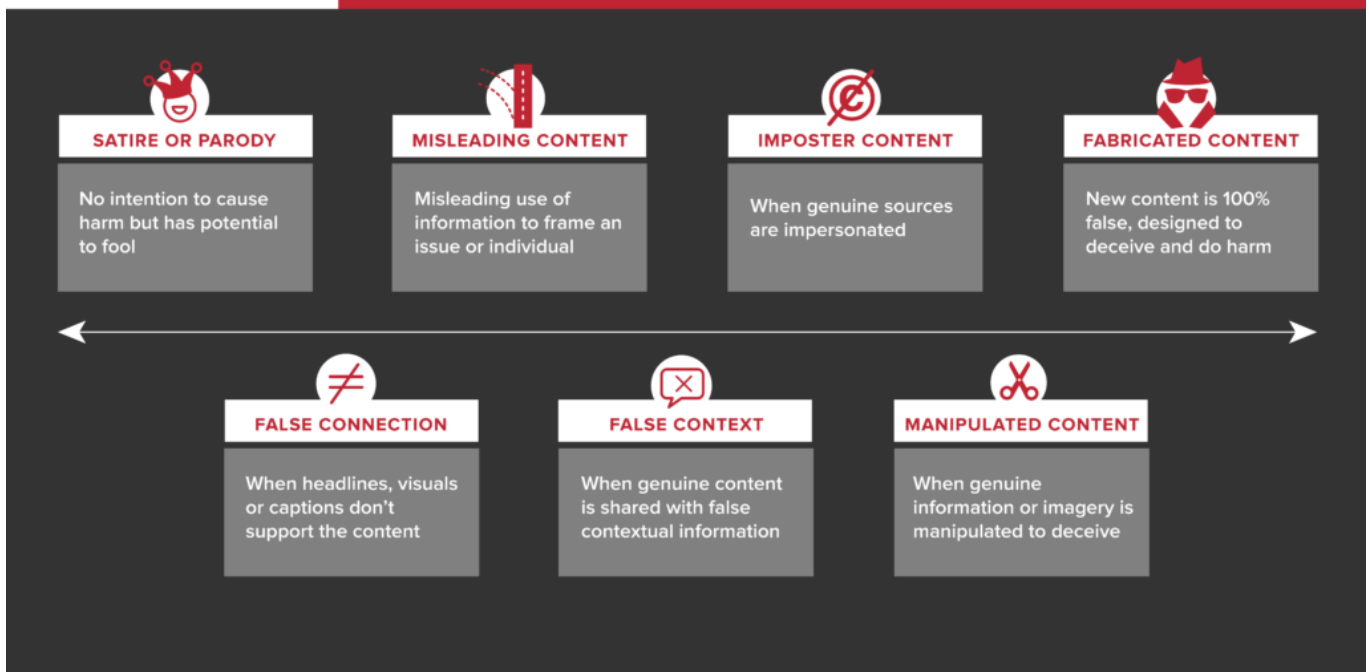 SATIRE OR PARODY
No intention to cause
harm but has potential
to fool
MISLEADING CONTENT
Misleading use of
information to frame an
issue or individual
IMPOSTER CONTENT
When genuine sources
are impersonated
FABRICATED CONTENT
New content is 100%
false, designed to
deceive and do harm
FALSE CONNECTION
When headlines, visuals
or captions don’t
support the content
FALSE CONTEXT
When genuine content
is shared with false
contextual information
MANIPULATED CONTENT
When genuine
information or imagery is
manipulated to deceive